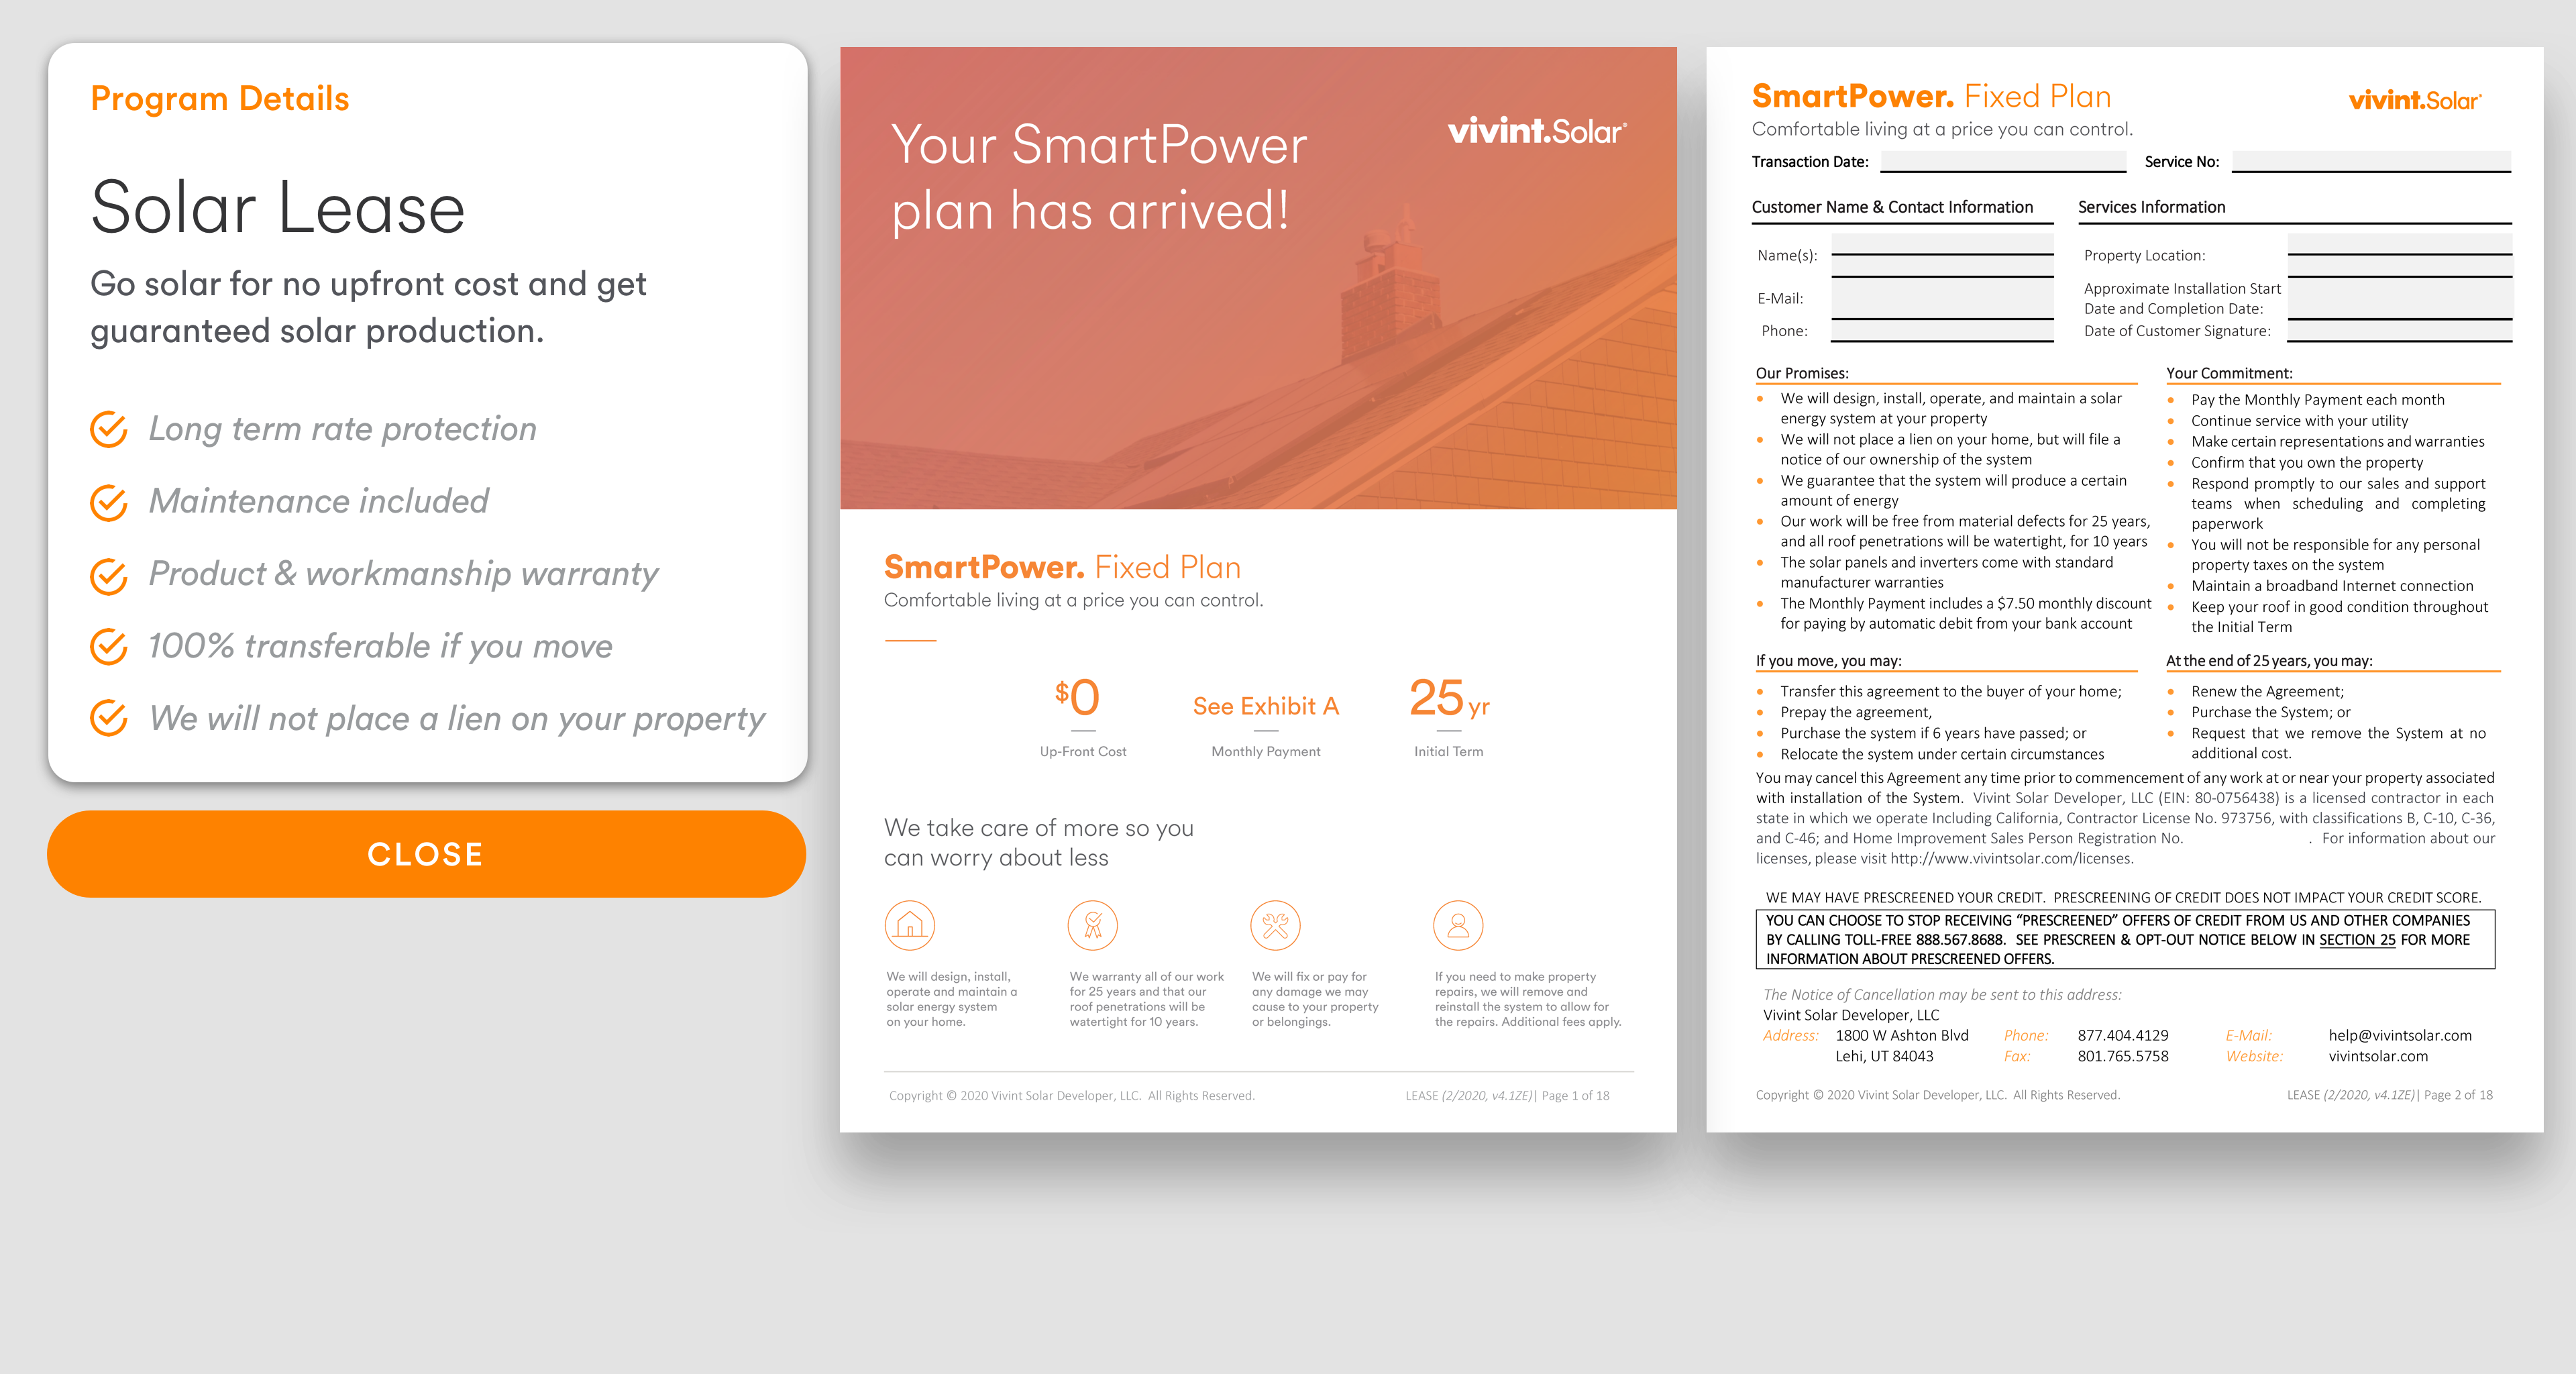 Program Details
Solar Lease
Go solar for no upfront cost and get
guaranteed solar production.
Long term rate protection
Maintenance included
Product & workmanship warranty
100% transferable if you move
We will not place a lien on your property
CLOSE
Your SmartPower
plan has arrived!
vivint.Solar®
SmartPower. Fixed Plan
Comfortable living at a price you can control.
$0
Up-Front Cost
See Exhibit A
Monthly Payment
25 yr
Initial Term
We take care of more so you
can worry about less
We will design, install,
operate and maintain a
solar energy system
on your home.
We warranty all of our work
for 25 years and that our
roof penetrations will be
watertight for 10 years.
We will fix or pay for
any damage we may
cause to your property
or belongings.
If you need to make property
repairs, we will remove and
reinstall the system to allow for
the repairs. Additional fees apply.
Copyright © 2020 Vivint Solar Developer, LLC. All Rights Reserved.
LEASE (2/2020, v4.1ZE)| Page 1 of 18
SmartPower. Fixed Plan
vivint.Solar®
Comfortable living at a price you can control.
Transaction Date:
Service No:
Customer Name & Contact Information
Name(s):
E-Mail:
Phone:
Services Information
Property Location:
Approximate Installation Start
Date and Completion Date:
Date of Customer Signature:
Our Promises:
• We will design, install, operate, and maintain a solar
energy system at your property
• We will not place a lien on your home, but will file a
notice of our ownership of the system
• We guarantee that the system will produce a certain
amount of energy
• Our work will be free from material defects for 25 years,
and all roof penetrations will be watertight, for 10 years
• The solar panels and inverters come with standard
manufacturer warranties
• The Monthly Payment includes a $7.50 monthly discount
for paying by automatic debit from your bank account
Your Commitment:
• Pay the Monthly Payment each month
• Continue service with your utility
• Make certain representations and warranties
• Confirm that you own the property
• Respond promptly to our sales and support
teams when scheduling and completing
paperwork
• You will not be responsible for any personal
property taxes on the system
• Maintain a broadband Internet connection
• Keep your roof in good condition throughout
the Initial Term
If you move, you may:
• Transfer this agreement to the buyer of your home;
• Prepay the agreement,
• Purchase the system if 6 years have passed; or
• Relocate the system under certain circumstances
At the end of 25 years, you may:
• Renew the Agreement;
• Purchase the System; or
• Request that we remove the System at no
additional cost.
You may cancel this Agreement any time prior to commencement of any work at or near your property associated
with installation of the System. Vivint Solar Developer, LLC (EIN: 80-0756438) is a licensed contractor in each
state in which we operate Including California, Contractor License No. 973756, with classifications B, C-10, C-36,
and C-46; and Home Improvement Sales Person Registration No. . For information about our
licenses, please visit http://www.vivintsolar.com/licenses.
WE MAY HAVE PRESCREENED YOUR CREDIT. PRESCREENING OF CREDIT DOES NOT IMPACT YOUR CREDIT SCORE.
YOU CAN CHOOSE TO STOP RECEIVING “PRESCREENED” OFFERS OF CREDIT FROM US AND OTHER COMPANIES
BY CALLING TOLL-FREE 888.567.8688. SEE PRESCREEN & OPT-OUT NOTICE BELOW IN SECTION 25 FOR MORE
INFORMATION ABOUT PRESCREENED OFFERS.
The Notice of Cancellation may be sent to this address:
Vivint Solar Developer, LLC
Address: 1800 W Ashton Blvd Phone: 877.404.4129 E-Mail: help@vivintsolar.com
Lehi, UT 84043 Fax: 801.765.5758 Website: vivintsolar.com
Copyright © 2020 Vivint Solar Developer, LLC. All Rights Reserved.
LEASE (2/2020, v4.1ZE)| Page 2 of 18